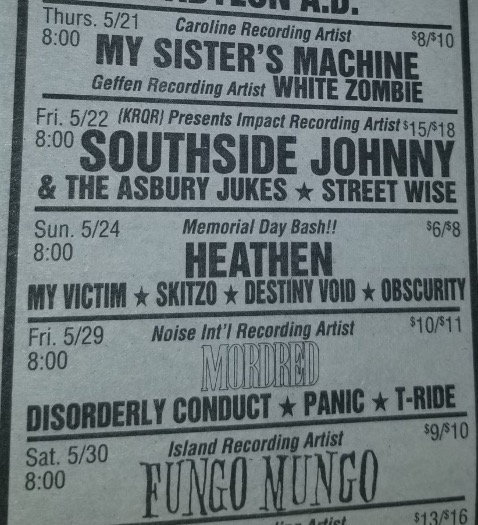 A.D.
Thurs. 5/21 Caroline Recording Artist $8/$10
8:00 MY SISTER'S MACHINE
Geffen Recording Artist WHITE ZOMBIE
Fri. 5/22 (KRQR) Presents Impact Recording Artist $15/$18
8:00 SOUTHSIDE JOHNNY
& THE ASBURY JUKES ★ STREET WISE
Sun. 5/24 Memorial Day Bash!! $6/$8
8:00 HEATHEN
MY VICTIM ★ SKITZO ★ DESTINY VOID ★ OBSCURITY
Fri. 5/29 Noise Int'l Recording Artist $10/$11
8:00 MORDRED
DISORDERLY CONDUCT ★ PANIC ★ T-RIDE
Sat. 5/30 Island Recording Artist $9/$10
8:00 FUNGO MUNGO
Artist $13/$16